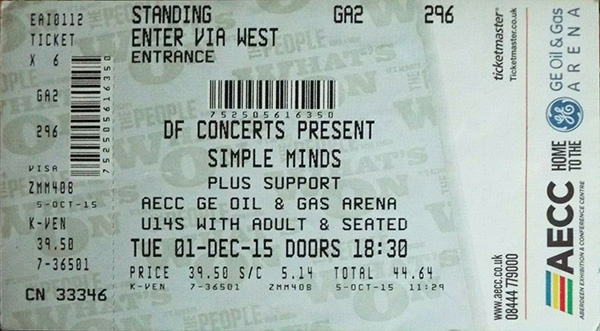 EAI0112
TICKET
X 6
GA2
296
VISA
ZMM408
5-OCT-15
K-VEN
39.50
7-36501
CN 33346
STANDING GA2 296
ENTER VIA WEST
ENTRANCE
752505616350
DF CONCERTS PRESENT
SIMPLE MINDS
PLUS SUPPORT
AECC GE OIL & GAS ARENA
U14S WITH ADULT & SEATED
TUE 01-DEC-15 DOORS 18:30
PRICE 39.50 S/C 5.14 TOTAL 44.64
K-VEN 7-36501 ZMM408 5-OCT-15 11:29
ticketmaster
Ticketmaster.co.uk
www.aecc.co.uk
08444 779000
AECC
ABERDEEN EXHIBITION & CONFERENCE CENTRE
HOME
TO THE
GE OIL & Gas
ARENA